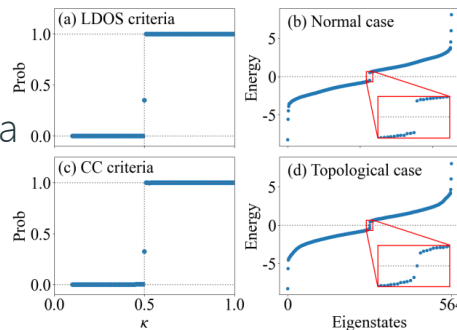 (a) LDOS criteria
1.0
0.5
0.0
Prob
(b) Normal case
5
0
-5
Energy
a
(c) CC criteria
1.0
0.5
0.0
Prob
0.0 0.5 1.0
κ
(d) Topological case
5
0
-5
Energy
0 564
Eigenstates